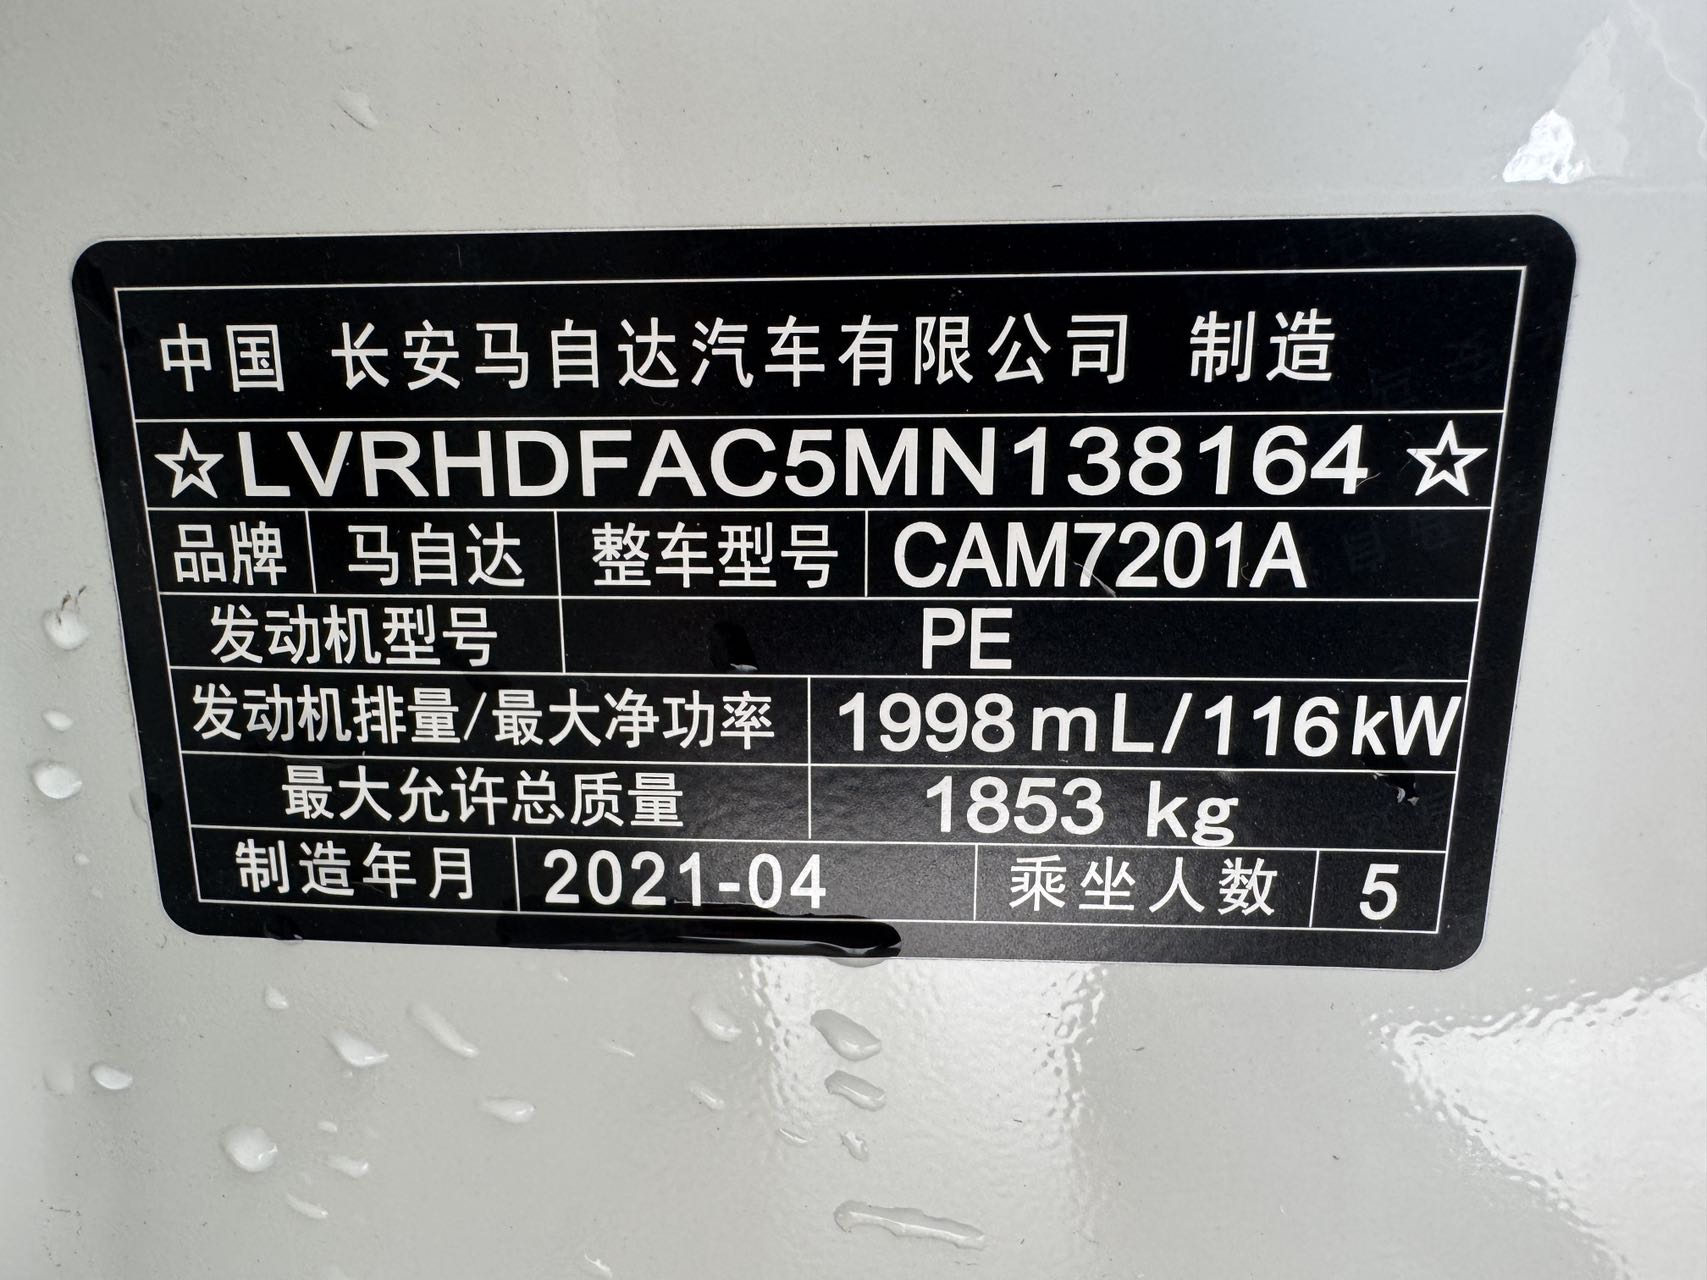 中国 长安马自达汽车有限公司 制造
☆LVRHDFAC5MN138164☆
品牌 马自达 整车型号 CAM7201A
发动机型号 PE
发动机排量/最大净功率 1998mL/116kW
最大允许总质量 1853 kg
制造年月 2021-04 乘坐人数 5